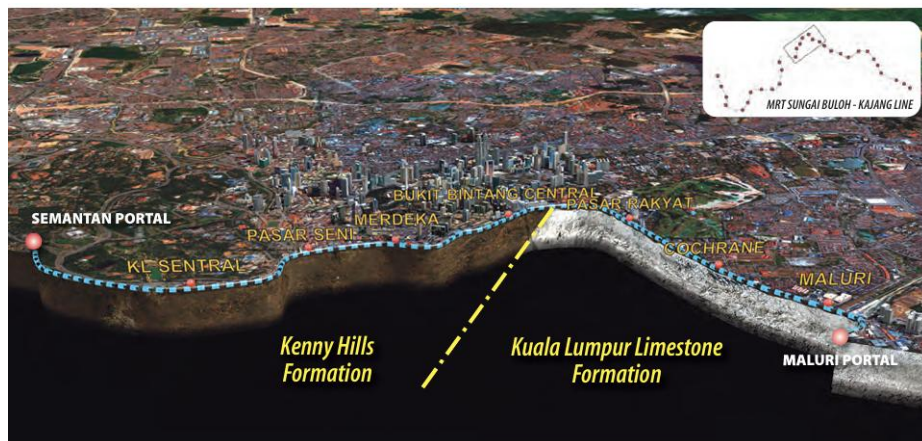 MRT SUNGAI BULOH - KAJANG LINE
BUKIT BINTANG CENTRAL
PASAR RAKYAT
SEMANTAN PORTAL
MERDEKA
PASAR SENI
KL SENTRAL
COCHRANE
MALURI
Kenny Hills
Formation
Kuala Lumpur Limestone
Formation
MALURI PORTAL